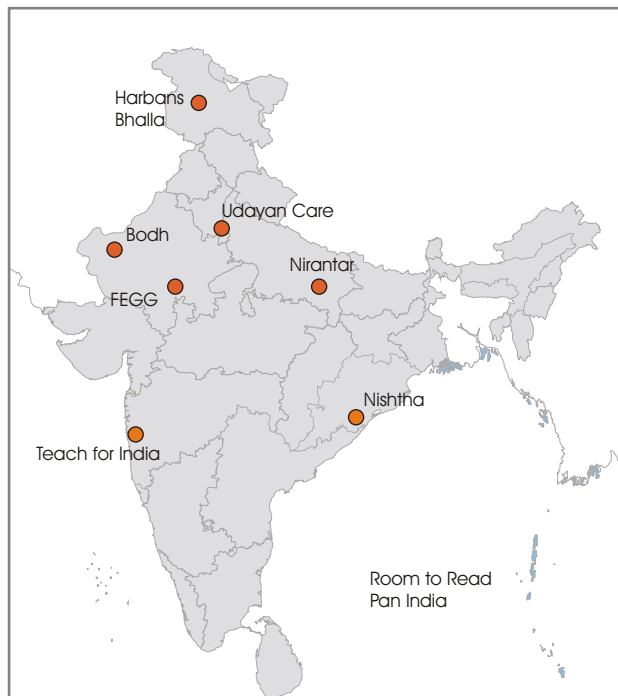 Harbans
Bhalla
Udayan Care
Bodh
Nirantar
FEGG
Nishtha
Teach for India
Room to Read
Pan India